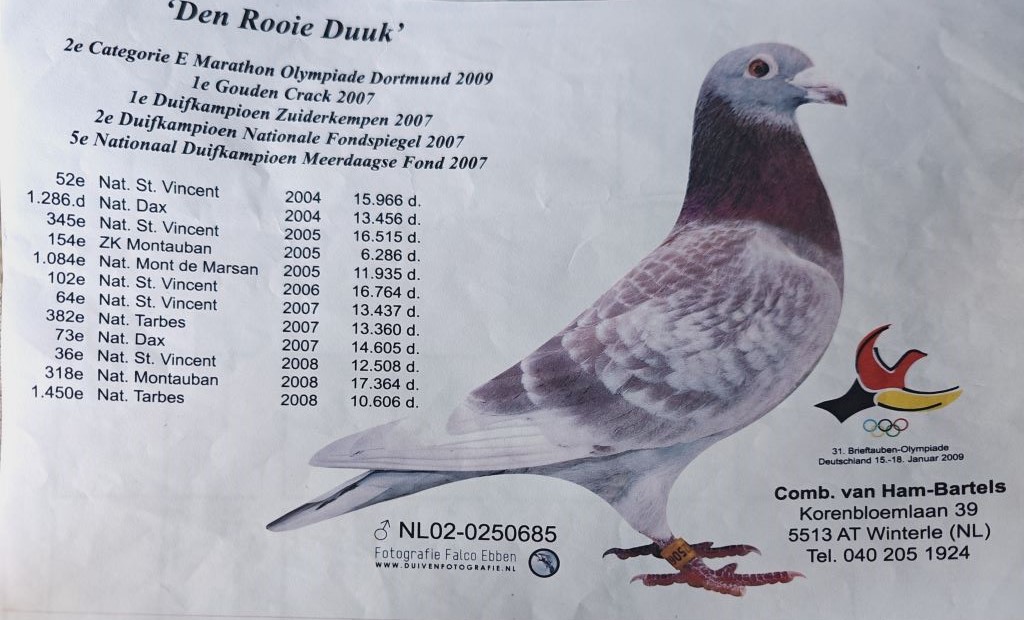 ‘Den Rooie Duuk’
2e Categorie E Marathon Olympiade Dortmund 2009
1e Gouden Crack 2007
1e Duifkampioen Zuiderkempen 2007
2e Duifkampioen Nationale Fondspiegel 2007
5e Nationaal Duifkampioen Meerdaagse Fond 2007
52e Nat. St. Vincent 2004 15.966 d.
1.286.d Nat. Dax 2004 13.456 d.
345e Nat. St. Vincent 2005 16.515 d.
154e ZK Montauban 2005 6.286 d.
1.084e Nat. Mont de Marsan 2005 11.935 d.
102e Nat. St. Vincent 2006 16.764 d.
64e Nat. St. Vincent 2007 13.437 d.
382e Nat. Tarbes 2007 13.360 d.
73e Nat. Dax 2007 14.605 d.
36e Nat. St. Vincent 2008 12.508 d.
318e Nat. Montauban 2008 17.364 d.
1.450e Nat. Tarbes 2008 10.606 d.
♂ NL02-0250685
Fotografie Falco Ebben
WWW.DUIVENFOTOGRAFIE.NL
31. Brieftauben-Olympiade
Deutschland 15.-18. Januar 2009
Comb. van Ham-Bartels
Korenbloemlaan 39
5513 AT Winterle (NL)
Tel. 040 205 1924